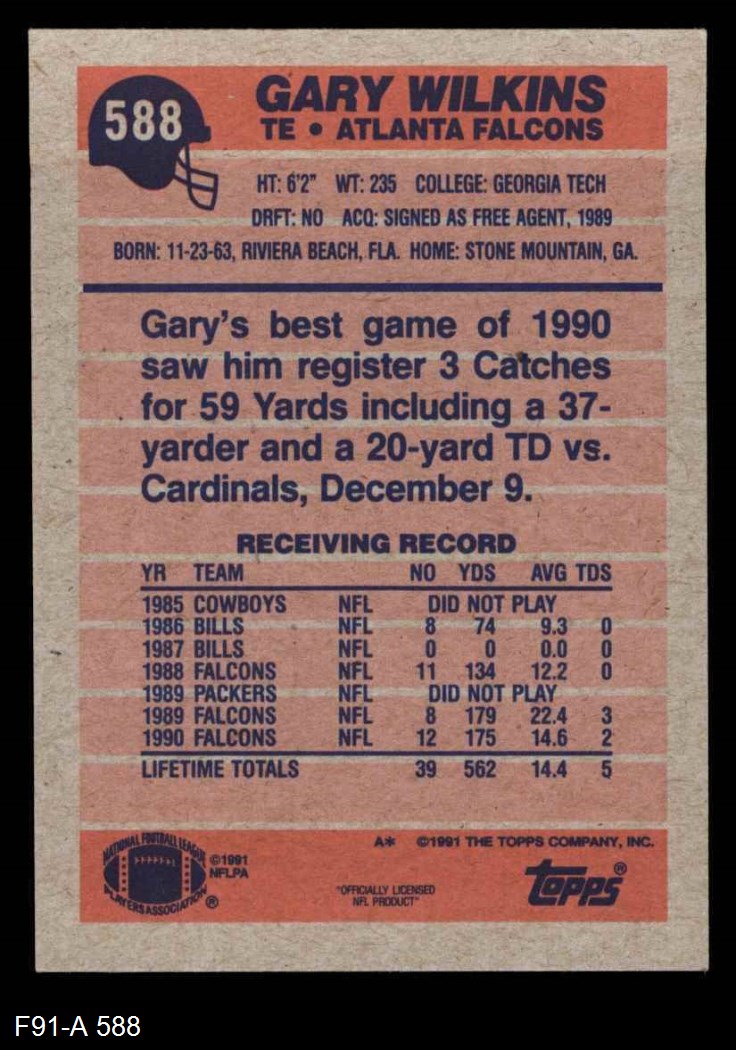 588
GARY WILKINS
TE • ATLANTA FALCONS
HT: 6'2" WT: 235 COLLEGE: GEORGIA TECH
DRFT: NO ACQ: SIGNED AS FREE AGENT, 1989
BORN: 11-23-63, RIVIERA BEACH, FLA. HOME: STONE MOUNTAIN, GA.
Gary's best game of 1990
saw him register 3 Catches
for 59 Yards including a 37-
yarder and a 20-yard TD vs.
Cardinals, December 9.
RECEIVING RECORD
YR TEAM NO YDS AVG TDS
1985 COWBOYS NFL DID NOT PLAY
1986 BILLS NFL 8 74 9.3 0
1987 BILLS NFL 0 0 0.0 0
1988 FALCONS NFL 11 134 12.2 0
1989 PACKERS NFL DID NOT PLAY
1989 FALCONS NFL 8 179 22.4 3
1990 FALCONS NFL 12 175 14.6 2
LIFETIME TOTALS 39 562 14.4 5
A* ©1991 THE TOPPS COMPANY, INC.
NATIONAL FOOTBALL LEAGUE
PLAYERS ASSOCIATION ®
©1991
NFLPA
"OFFICIALLY LICENSED
NFL PRODUCT"
topps®
F91-A 588